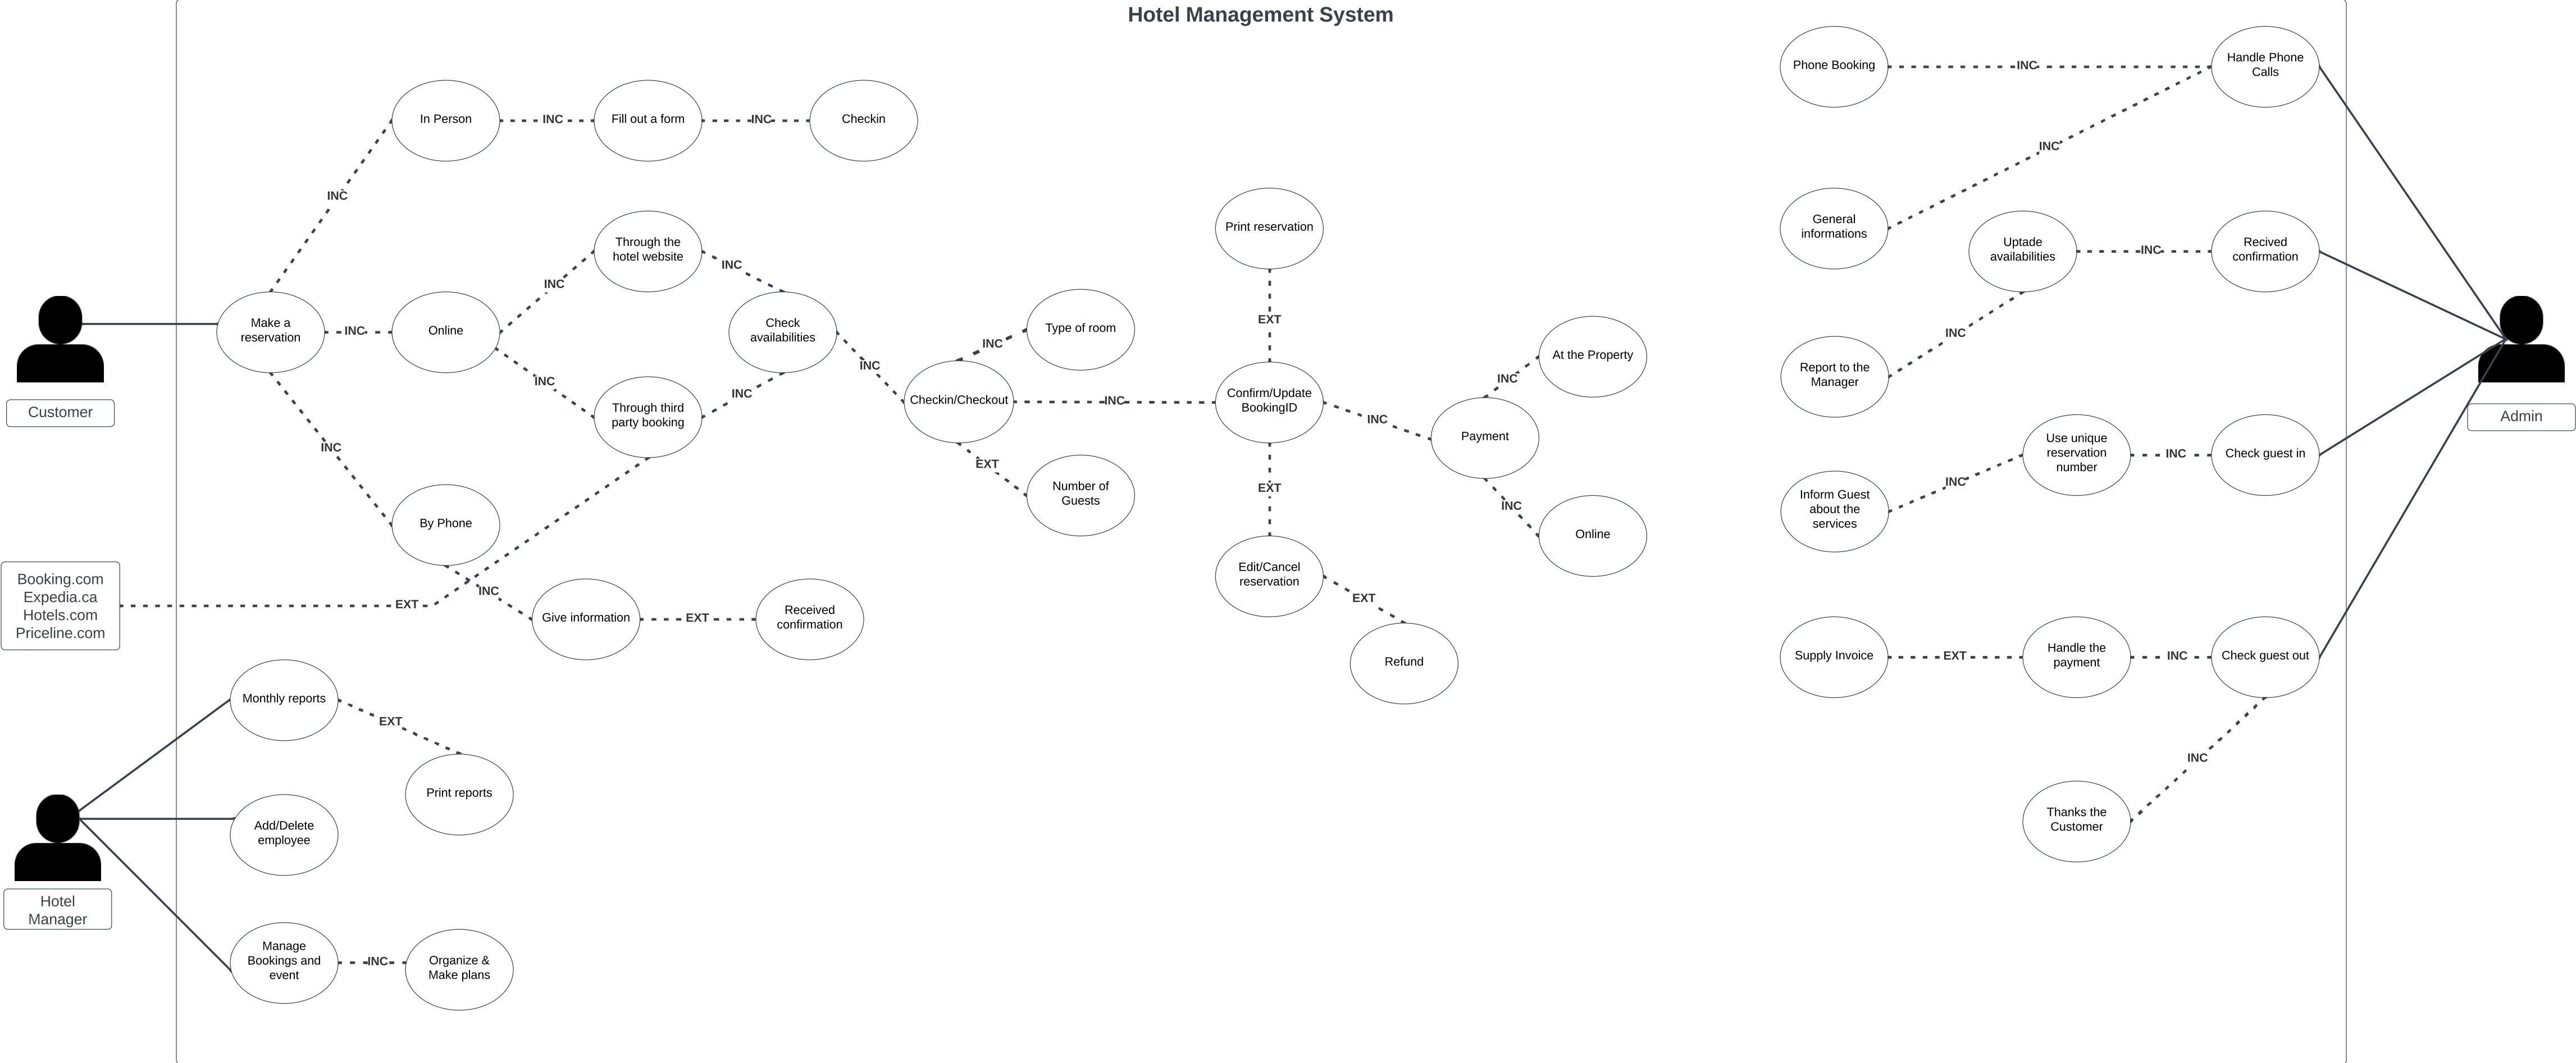 Hotel Management System
Phone Booking
INC
Handle Phone
Calls
In Person
INC
Fill out a form
INC
Checkin
INC
INC
Print reservation
General
informations
Through the
hotel website
INC
Uptade
availabilities
INC
Recived
confirmation
INC
EXT
Make a
reservation
INC
Online
Check
availabilities
Type of room
INC
INC
INC
At the Property
Report to the
Manager
INC
INC
INC
Checkin/Checkout
INC
Confirm/Update
BookingID
Through third
party booking
INC
Payment
Customer
Admin
INC
EXT
Number of
Guests
EXT
INC
Online
Use unique
reservation
number
INC
Check guest in
INC
Inform Guest
about the
services
By Phone
Booking.com
Expedia.ca
Hotels.com
Priceline.com
EXT
INC
Give information
EXT
Received
confirmation
Edit/Cancel
reservation
EXT
Refund
Supply Invoice
EXT
Handle the
payment
INC
Check guest out
Monthly reports
EXT
Print reports
INC
Thanks the
Customer
Add/Delete
employee
Hotel
Manager
Manage
Bookings and
event
INC
Organize &
Make plans